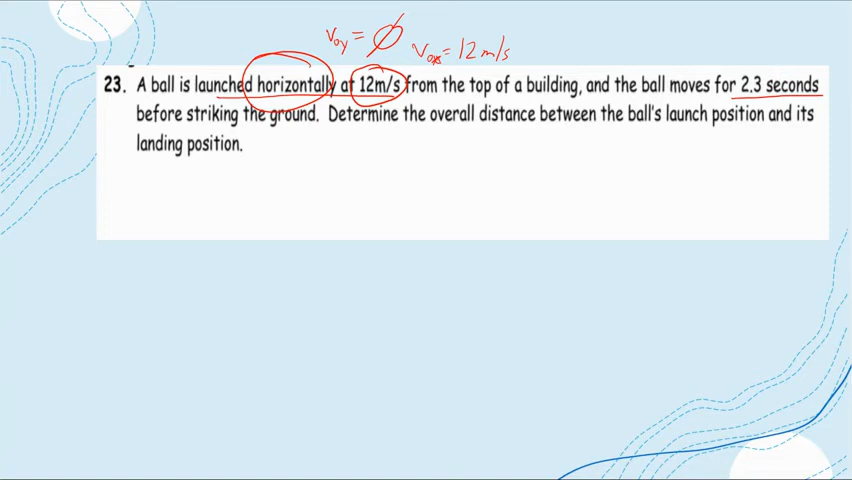 v₀y = ∅ v₀ₓ = 12 m/s
23. A ball is launched horizontally at 12m/s from the top of a building, and the ball moves for 2.3 seconds
before striking the ground. Determine the overall distance between the ball's launch position and its
landing position.